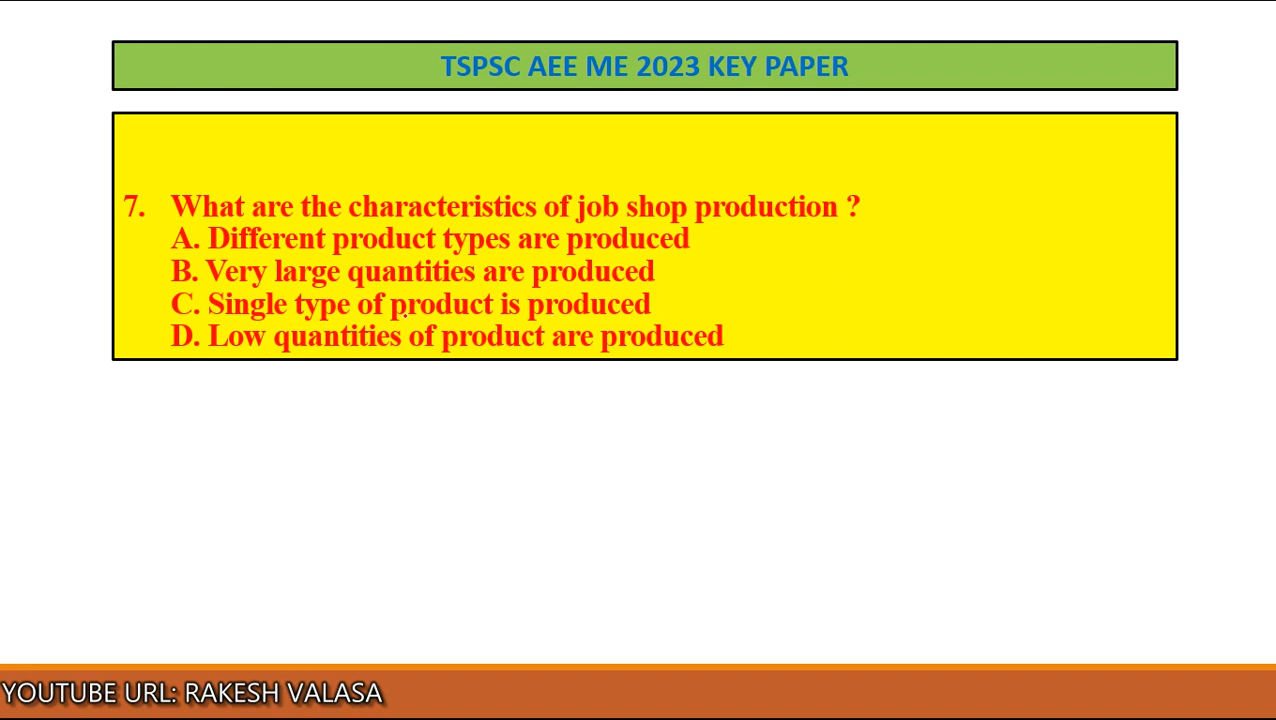 TSPSC AEE ME 2023 KEY PAPER
7. What are the characteristics of job shop production ?
A. Different product types are produced
B. Very large quantities are produced
C. Single type of product is produced
D. Low quantities of product are produced
YOUTUBE URL: RAKESH VALASA